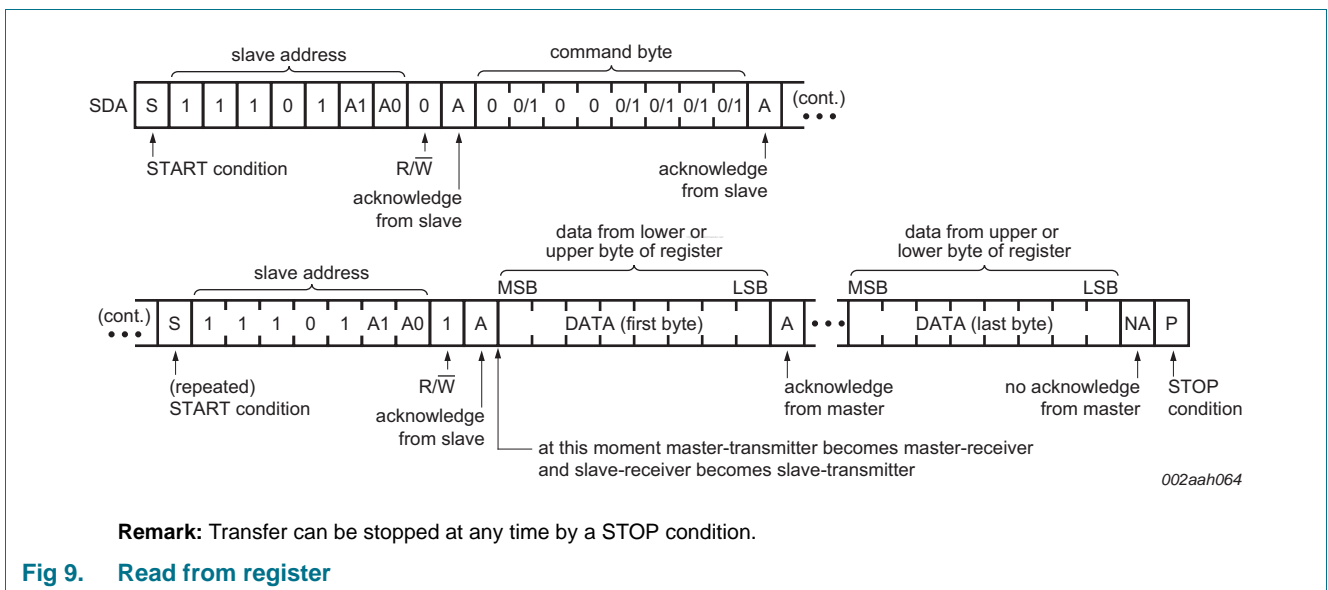 slave address
command byte
SDA S 1 1 1 0 1 A1 A0 0 A 0 0/1 0 0 0/1 0/1 0/1 0/1 A (cont.)
START condition
R/W̅
acknowledge
from slave
acknowledge
from slave
slave address
data from lower or
upper byte of register
data from upper or
lower byte of register
MSB LSB MSB LSB
(cont.) S 1 1 1 0 1 A1 A0 1 A DATA (first byte) A DATA (last byte) NA P
(repeated)
START condition
R/W̅
acknowledge
from slave
acknowledge
from master
no acknowledge
from master
STOP
condition
at this moment master-transmitter becomes master-receiver
and slave-receiver becomes slave-transmitter
002aah064
Remark: Transfer can be stopped at any time by a STOP condition.
Fig 9. Read from register